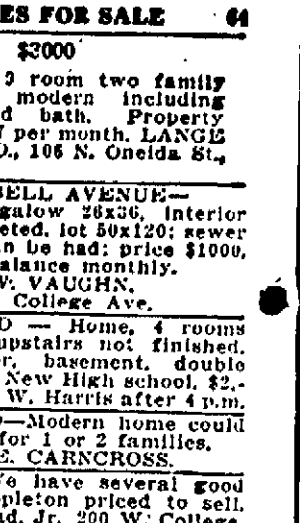 ES FOR SALE 64
$3000
9 room two family
modern including
d bath. Property
per month. LANGE
O., 106 N. Oneida St.,
BELL AVENUE—
galow 26x36, interior
eted. lot 50x120; sewer
n be had; price $1000,
alance monthly.
W. VAUGHN,
College Ave.
O — Home, 4 rooms
upstairs not finished.
r, basement, double
New High school. $2,-
W. Harris after 4 p.m.
—Modern home could
for 1 or 2 families.
E. CARNCROSS.
e have several good
pleton priced to sell.
ad. Jr. 200 W. College